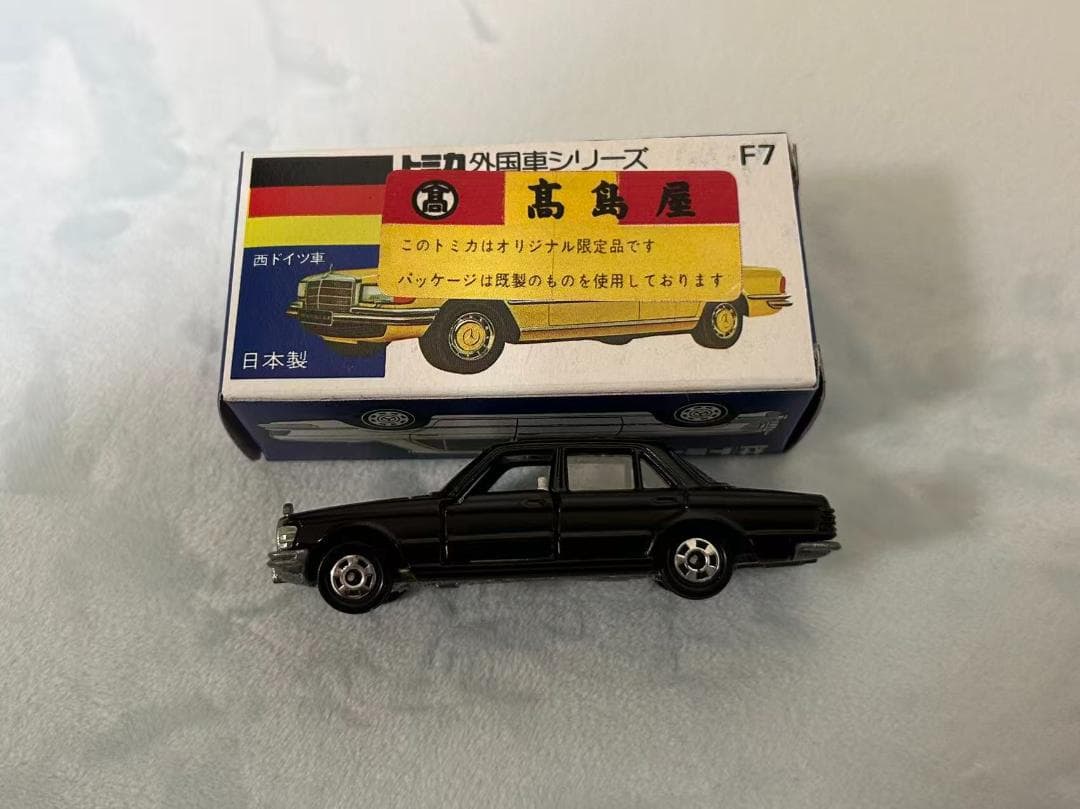 トミカ外国車シリーズ F7
高 髙島屋
このトミカはオリジナル限定品です
パッケージは既製のものを使用しております
西ドイツ車
日本製